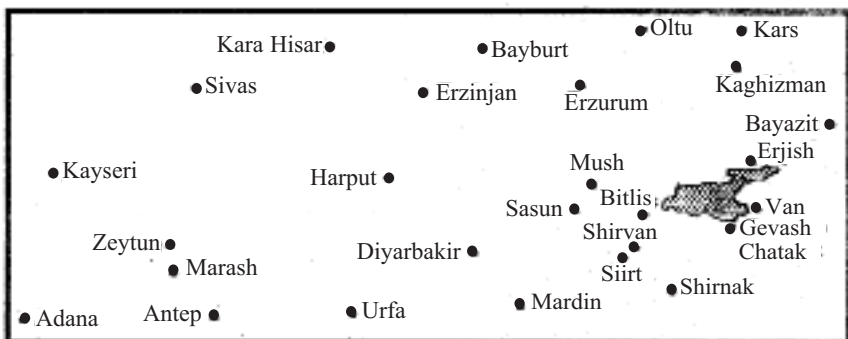 Oltu
Kars
Kara Hisar
Bayburt
Kaghizman
Sivas
Erzinjan
Erzurum
Bayazit
Erjish
Kayseri
Harput
Mush
Bitlis
Sasun
Van
Shirvan
Gevash
Zeytun
Diyarbakir
Chatak
Marash
Siirt
Shirnak
Mardin
Adana
Antep
Urfa